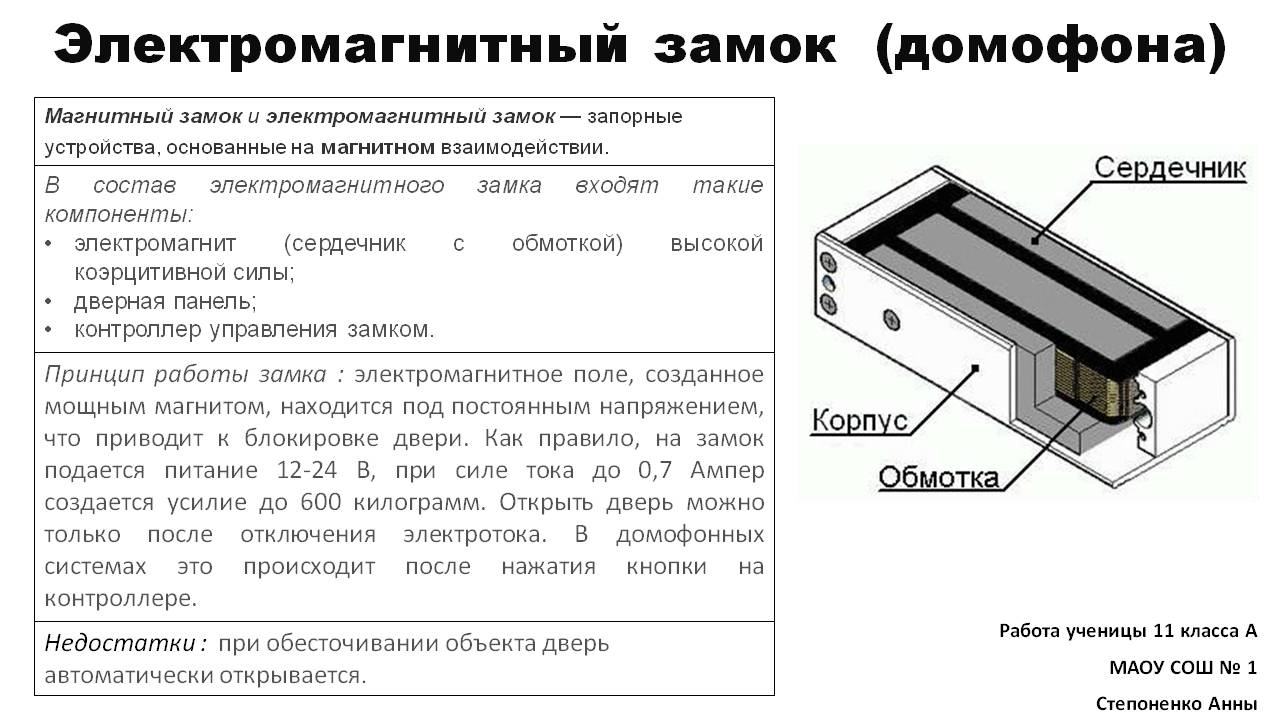 Электромагнитный замок (домофона)
Магнитный замок и электромагнитный замок — запорные
устройства, основанные на магнитном взаимодействии.
В состав электромагнитного замка входят такие
компоненты:
• электромагнит (сердечник с обмоткой) высокой
коэрцитивной силы;
• дверная панель;
• контроллер управления замком.
Принцип работы замка : электромагнитное поле, созданное
мощным магнитом, находится под постоянным напряжением,
что приводит к блокировке двери. Как правило, на замок
подается питание 12-24 В, при силе тока до 0,7 Ампер
создается усилие до 600 килограмм. Открыть дверь можно
только после отключения электротока. В домофонных
системах это происходит после нажатия кнопки на
контроллере.
Недостатки : при обесточивании объекта дверь
автоматически открывается.
Сердечник
Корпус
Обмотка
Работа ученицы 11 класса А
МАОУ СОШ № 1
Степоненко Анны